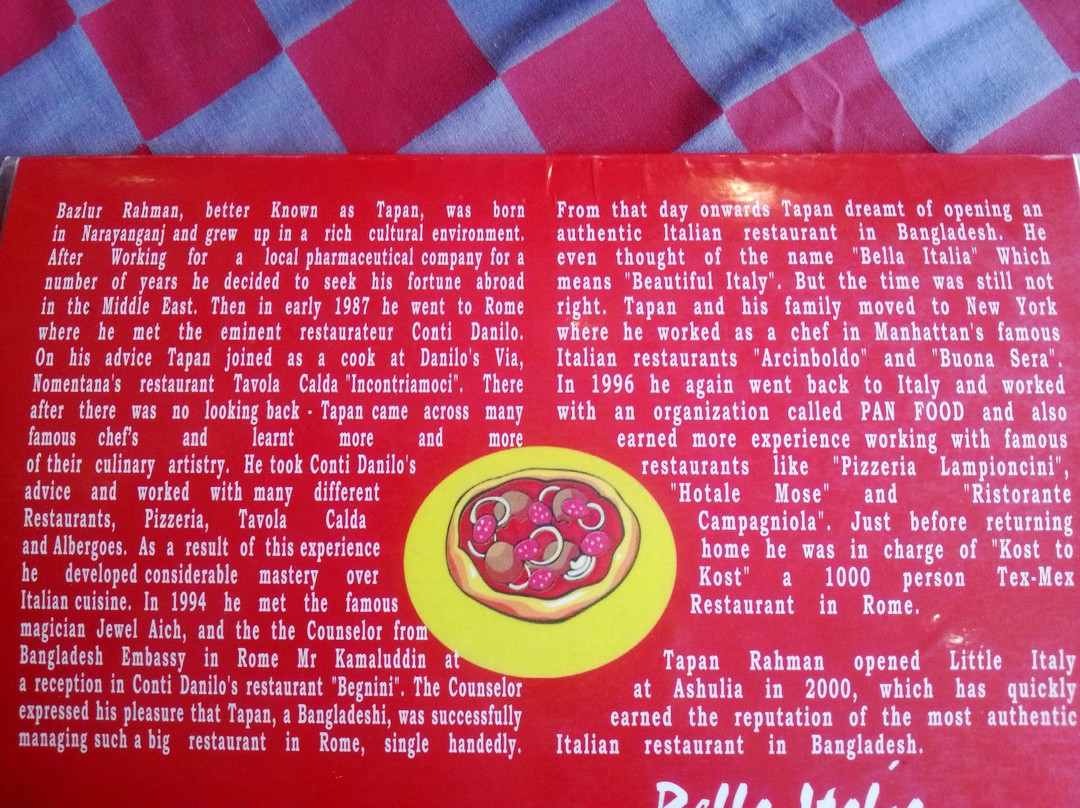 Bazlur Rahman, better Known as Tapan, was born
in Narayanganj and grew up in a rich cultural environment.
After Working for a local pharmaceutical company for a
number of years he decided to seek his fortune abroad
in the Middle East. Then in early 1987 he went to Rome
where he met the eminent restaurateur Conti Danilo.
On his advice Tapan joined as a cook at Danilo's Via,
Nomentana's restaurant Tavola Calda "Incontriamoci". There
after there was no looking back - Tapan came across many
famous chef's and learnt more and more
of their culinary artistry. He took Conti Danilo's
advice and worked with many different
Restaurants, Pizzeria, Tavola Calda
and Albergoes. As a result of this experience
he developed considerable mastery over
Italian cuisine. In 1994 he met the famous
magician Jewel Aich, and the the Counselor from
Bangladesh Embassy in Rome Mr Kamaluddin at
a reception in Conti Danilo's restaurant "Begnini". The Counselor
expressed his pleasure that Tapan, a Bangladeshi, was successfully
managing such a big restaurant in Rome, single handedly.
From that day onwards Tapan dreamt of opening an
authentic Italian restaurant in Bangladesh. He
even thought of the name "Bella Italia" Which
means "Beautiful Italy". But the time was still not
right. Tapan and his family moved to New York
where he worked as a chef in Manhattan's famous
Italian restaurants "Arcinboldo" and "Buona Sera".
In 1996 he again went back to Italy and worked
with an organization called PAN FOOD and also
earned more experience working with famous
restaurants like "Pizzeria Lampioncini",
"Hotale Mose" and "Ristorante
Campagniola". Just before returning
home he was in charge of "Kost to
Kost" a 1000 person Tex-Mex
Restaurant in Rome.
Tapan Rahman opened Little Italy
at Ashulia in 2000, which has quickly
earned the reputation of the most authentic
Italian restaurant in Bangladesh.